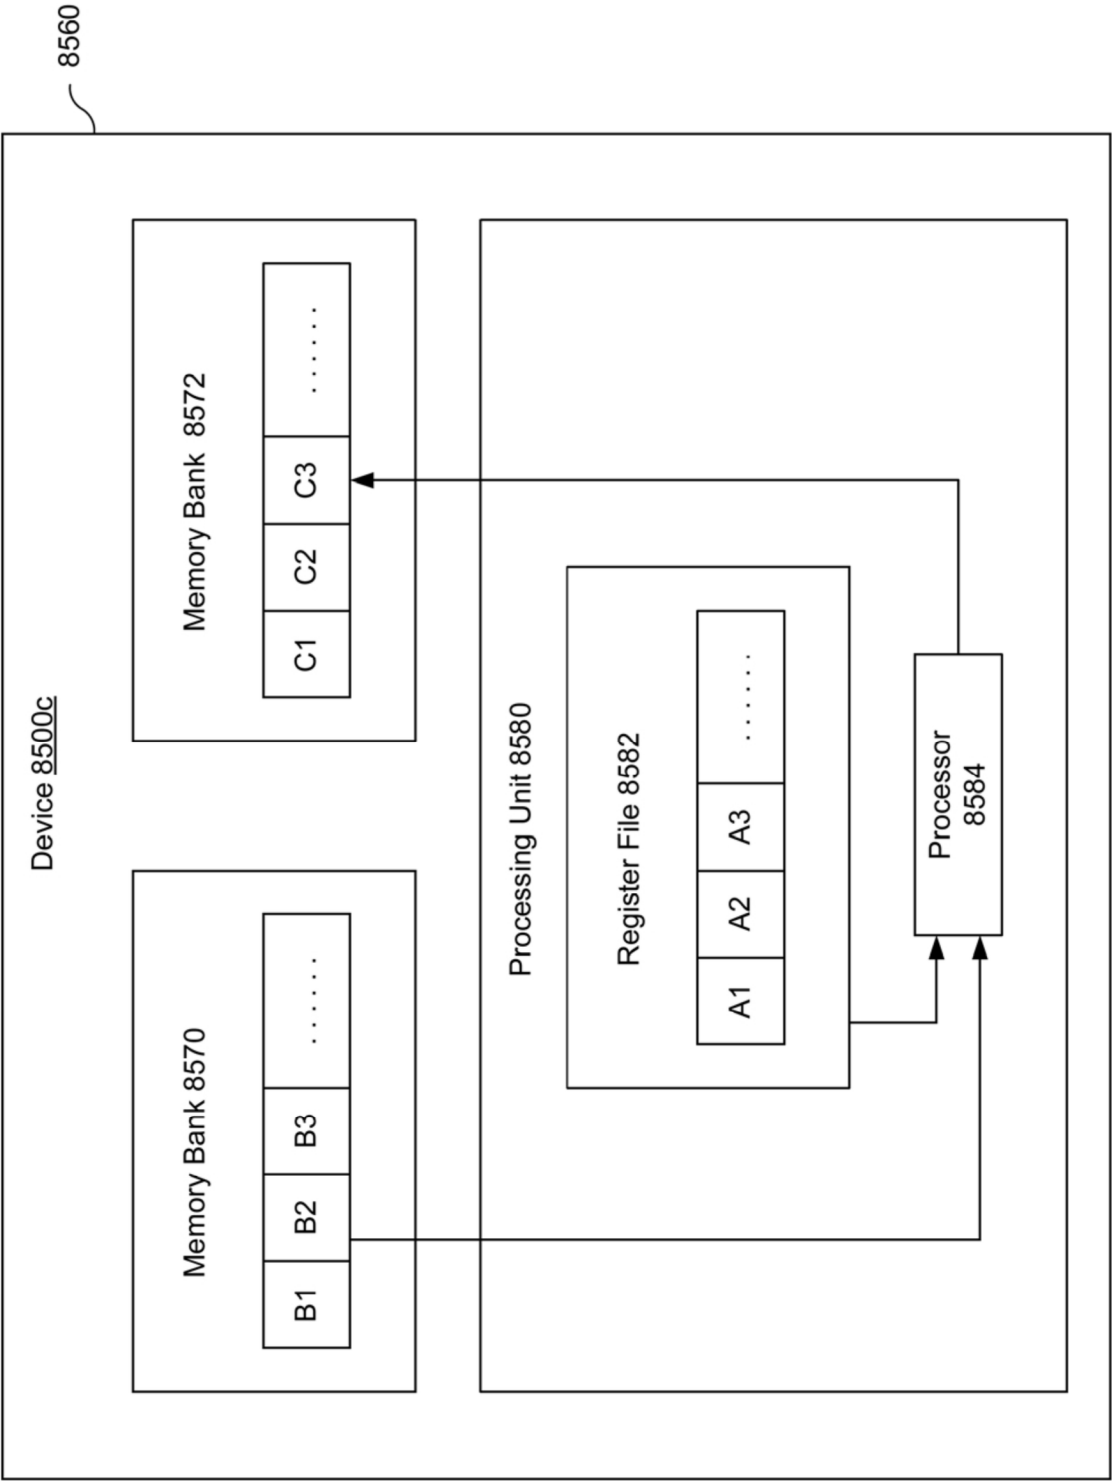 Device 8500c
8560
Memory Bank 8570
B1 B2 B3 ......
Memory Bank 8572
C1 C2 C3 ......
Processing Unit 8580
Register File 8582
A1 A2 A3 ......
Processor
8584